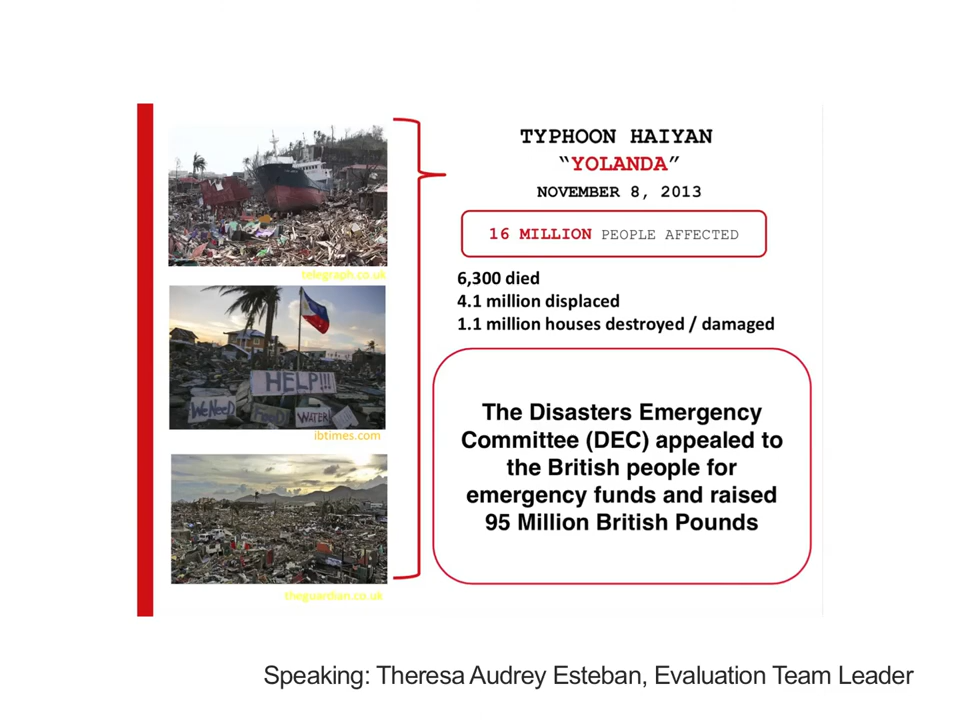 TYPHOON HAIYAN
"YOLANDA"
NOVEMBER 8, 2013
16 MILLION PEOPLE AFFECTED
6,300 died
4.1 million displaced
1.1 million houses destroyed / damaged
The Disasters Emergency
Committee (DEC) appealed to
the British people for
emergency funds and raised
95 Million British Pounds
telegraph.co.uk
HELP!!!
We NeeD
FooD
WATER
ibtimes.com
theguardian.co.uk
Speaking: Theresa Audrey Esteban, Evaluation Team Leader